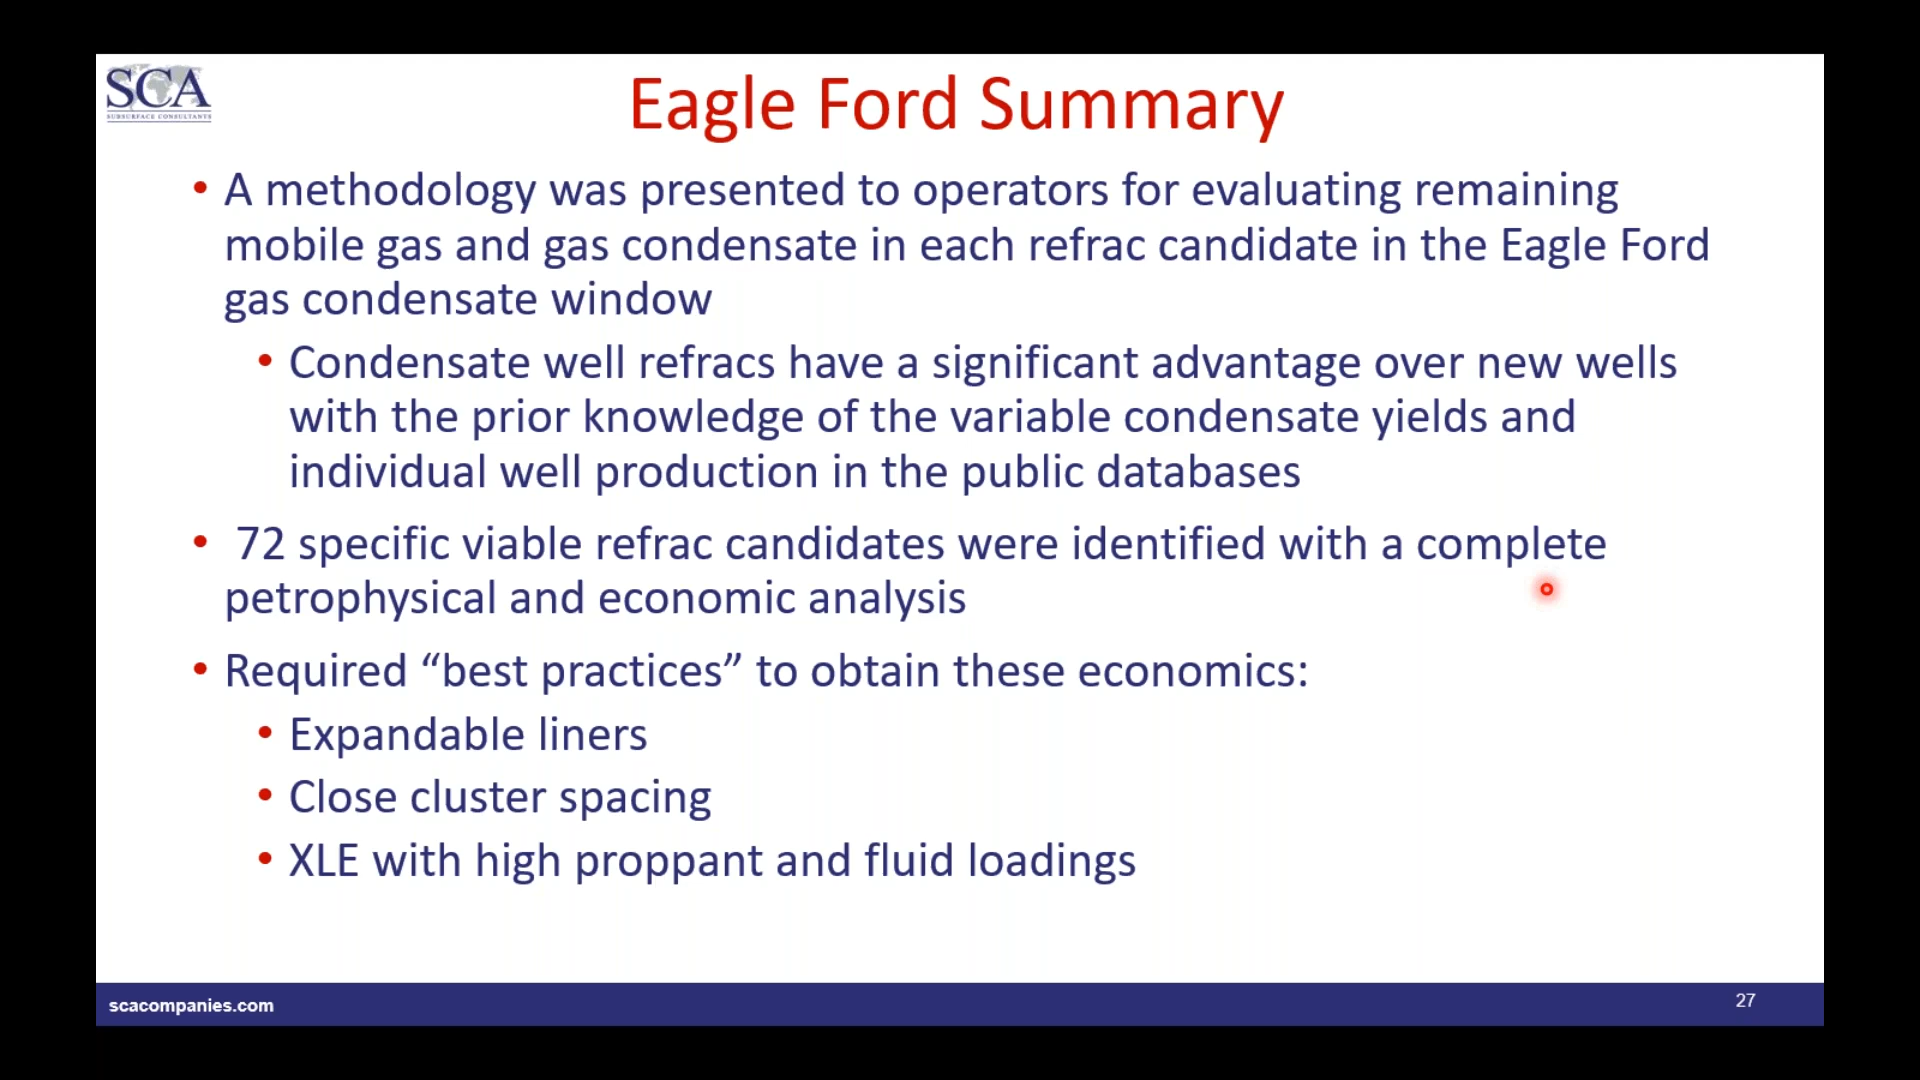 SCA
SUBSURFACE CONSULTANTS
Eagle Ford Summary
• A methodology was presented to operators for evaluating remaining
mobile gas and gas condensate in each refrac candidate in the Eagle Ford
gas condensate window
• Condensate well refracs have a significant advantage over new wells
with the prior knowledge of the variable condensate yields and
individual well production in the public databases
• 72 specific viable refrac candidates were identified with a complete
petrophysical and economic analysis
• Required “best practices” to obtain these economics:
• Expandable liners
• Close cluster spacing
• XLE with high proppant and fluid loadings
scacompanies.com
27